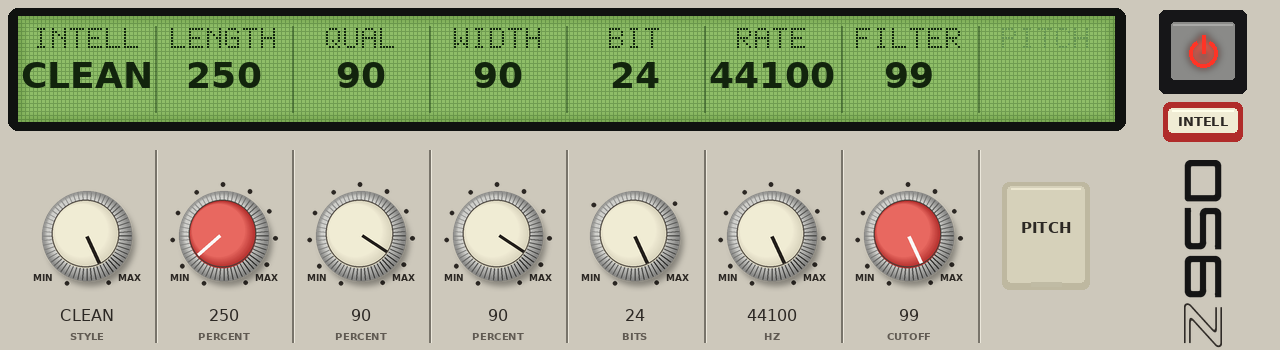 INTELL LENGTH QUAL WIDTH BIT RATE FILTER PITCH
CLEAN 250 90 90 24 44100 99
INTELL
PITCH
MIN MAX MIN MAX MIN MAX MIN MAX MIN MAX MIN MAX MIN MAX
CLEAN 250 90 90 24 44100 99
STYLE PERCENT PERCENT PERCENT BITS HZ CUTOFF